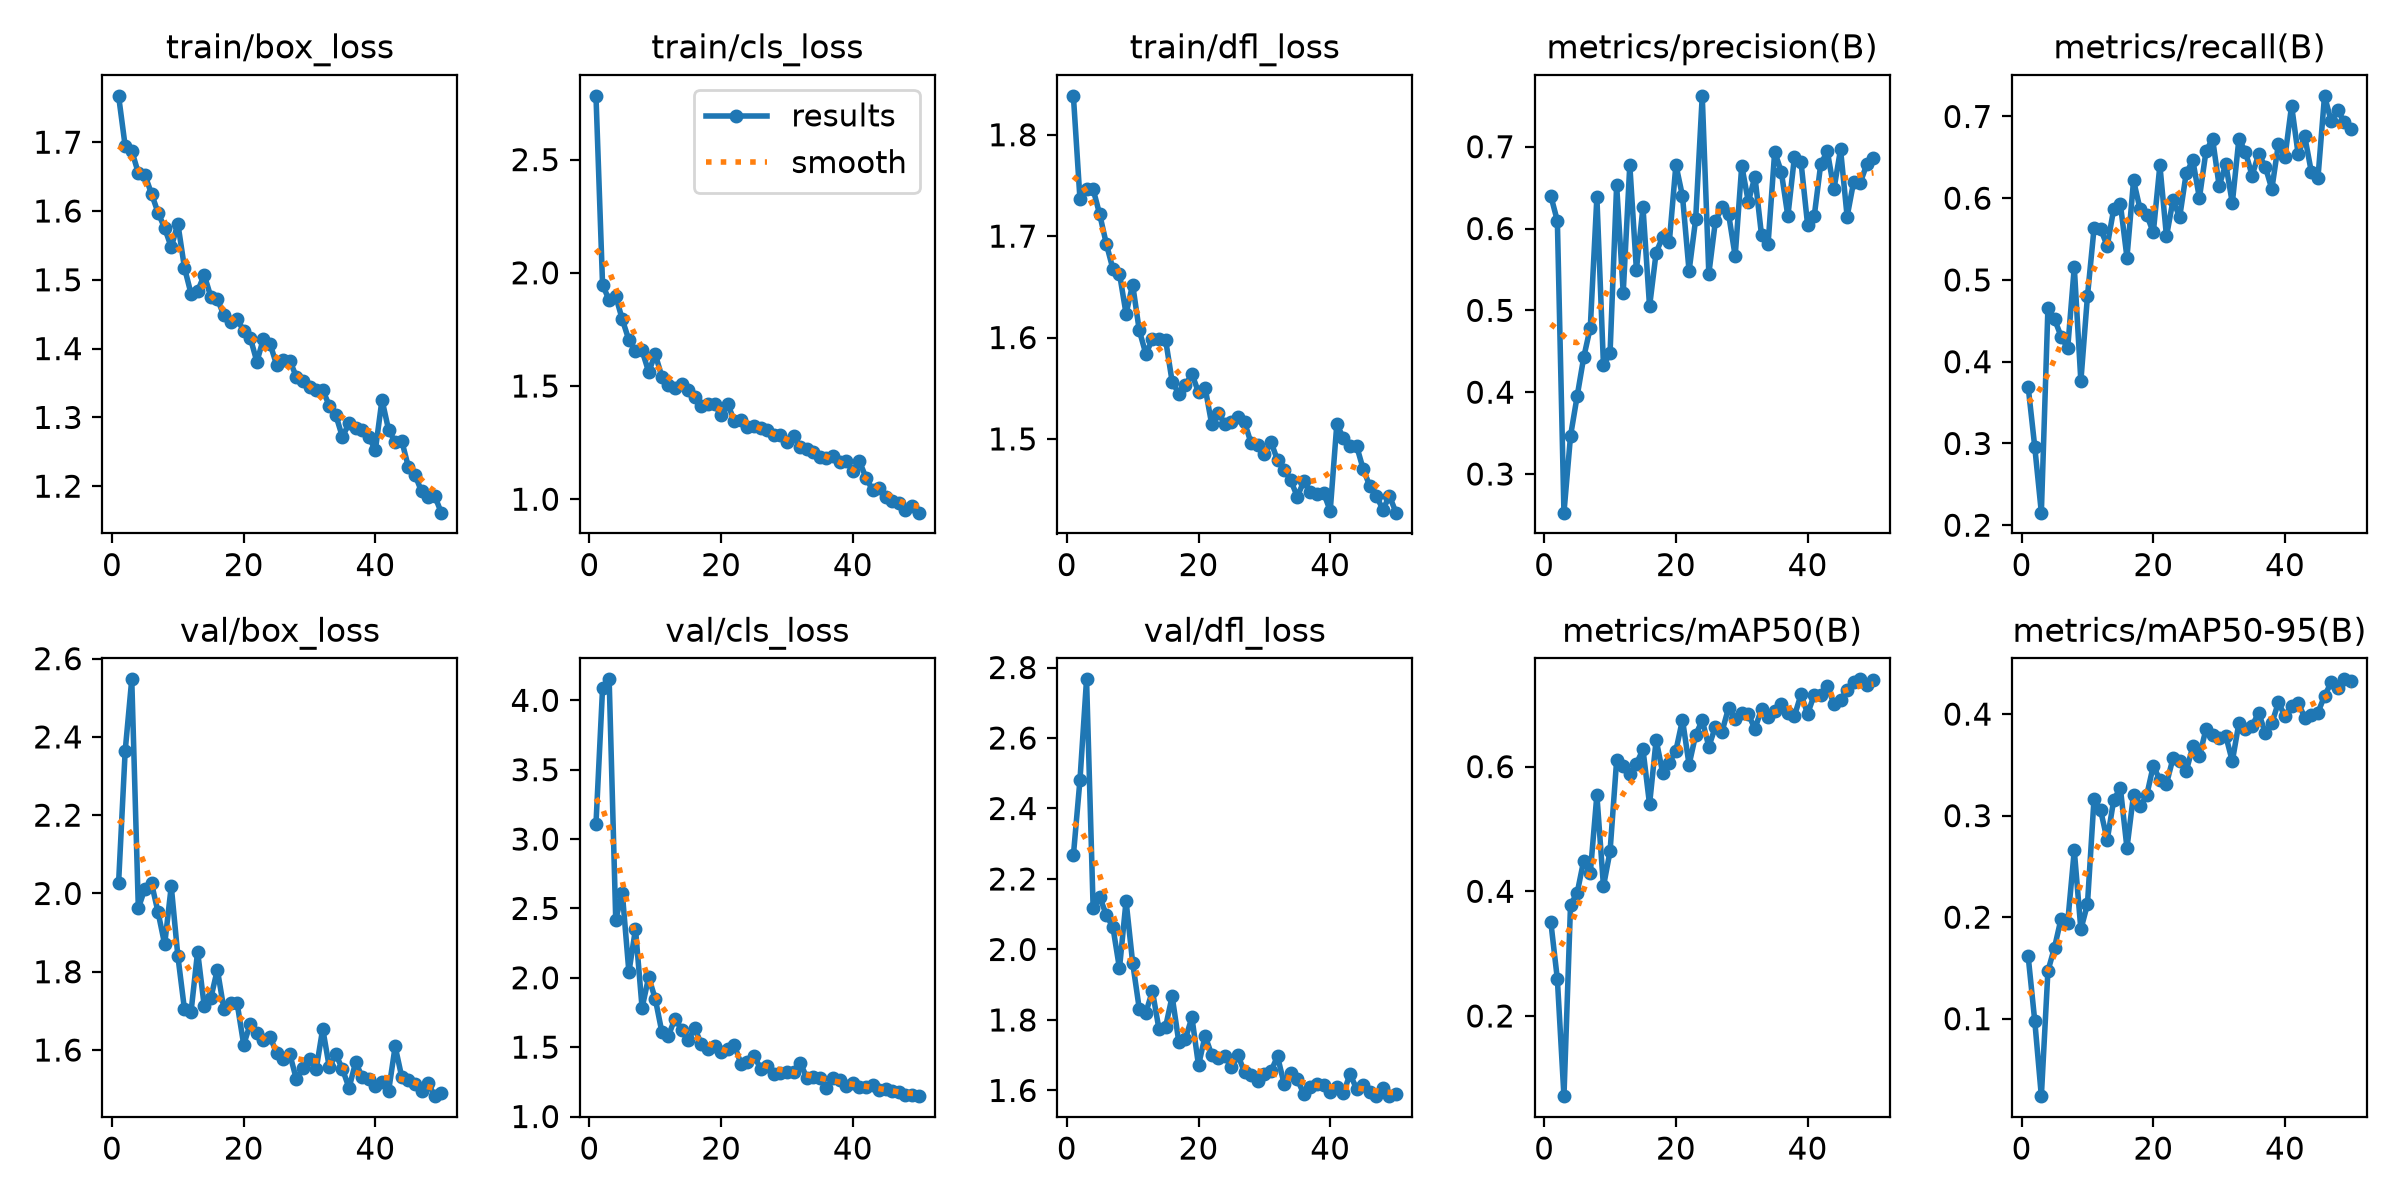 train/box_loss
train/cls_loss
train/dfl_loss
metrics/precision(B)
metrics/recall(B)
1.7
1.6
1.5
1.4
1.3
1.2
0 20 40
results
smooth
2.5
2.0
1.5
1.0
0 20 40
1.8
1.7
1.6
1.5
0 20 40
0.7
0.6
0.5
0.4
0.3
0 20 40
0.7
0.6
0.5
0.4
0.3
0.2
0 20 40
val/box_loss
val/cls_loss
val/dfl_loss
metrics/mAP50(B)
metrics/mAP50-95(B)
2.6
2.4
2.2
2.0
1.8
1.6
0 20 40
4.0
3.5
3.0
2.5
2.0
1.5
1.0
0 20 40
2.8
2.6
2.4
2.2
2.0
1.8
1.6
0 20 40
0.6
0.4
0.2
0 20 40
0.4
0.3
0.2
0.1
0 20 40